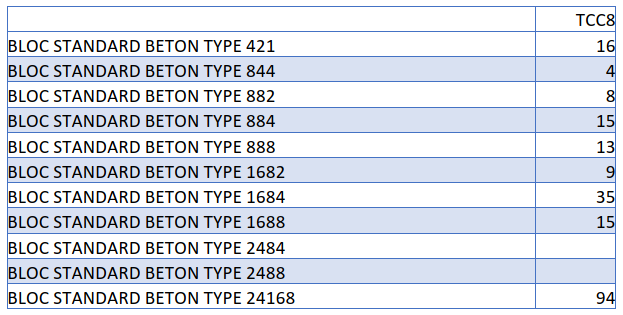 TCC8
BLOC STANDARD BETON TYPE 421 16
BLOC STANDARD BETON TYPE 844 4
BLOC STANDARD BETON TYPE 882 8
BLOC STANDARD BETON TYPE 884 15
BLOC STANDARD BETON TYPE 888 13
BLOC STANDARD BETON TYPE 1682 9
BLOC STANDARD BETON TYPE 1684 35
BLOC STANDARD BETON TYPE 1688 15
BLOC STANDARD BETON TYPE 2484
BLOC STANDARD BETON TYPE 2488
BLOC STANDARD BETON TYPE 24168 94